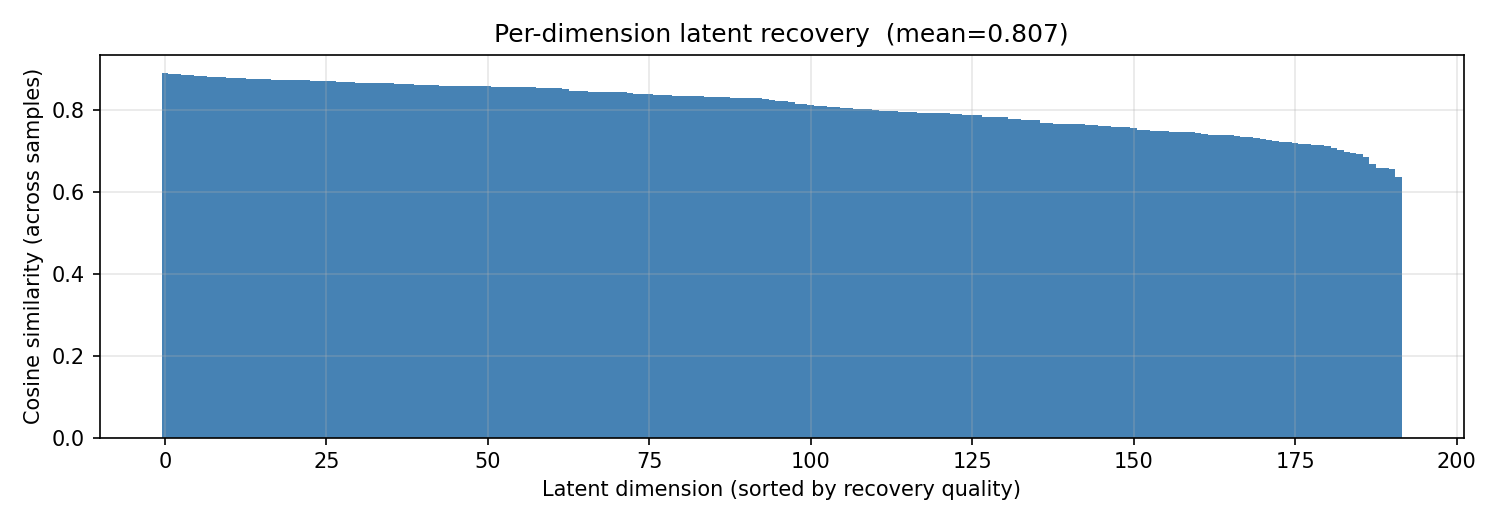 Per-dimension latent recovery  (mean=0.807)
Cosine similarity (across samples)
0.8
0.6
0.4
0.2
0.0
0 25 50 75 100 125 150 175 200
Latent dimension (sorted by recovery quality)